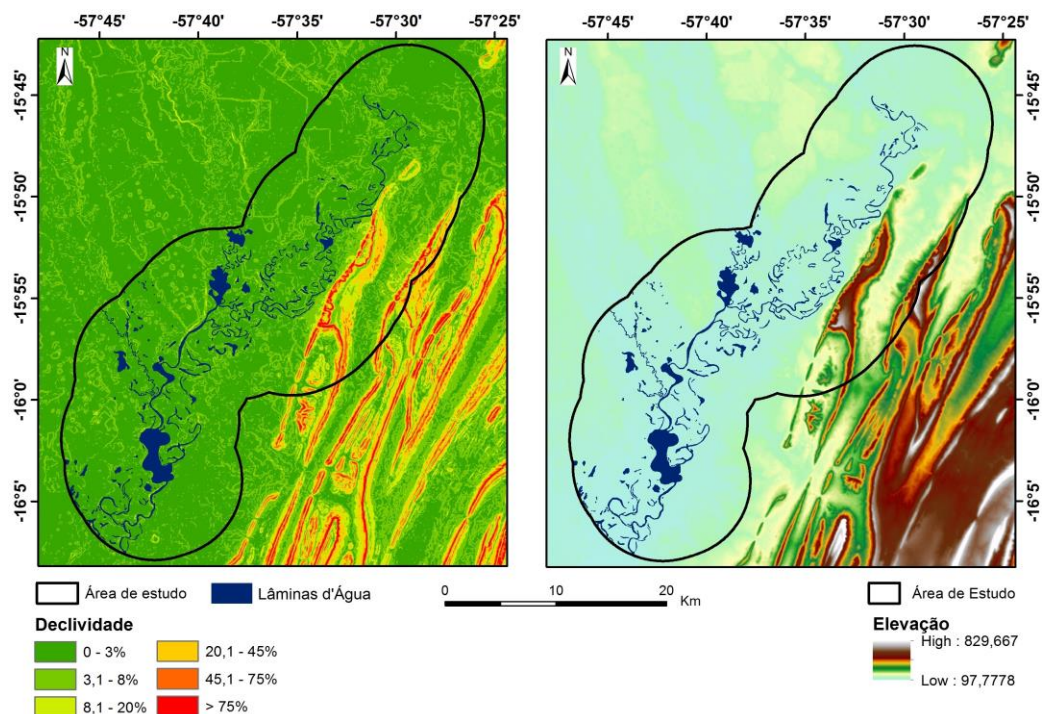 -57°45' -57°40' -57°35' -57°30' -57°25' -57°45' -57°40' -57°35' -57°30' -57°25'
N
N
-15°45'
-15°50'
-15°55'
-16°0'
-16°5'
-15°45'
-15°50'
-15°55'
-16°0'
-16°5'
Área de estudo
Lâminas d'Água
0 10 20
Km
Área de Estudo
Declividade
0 - 3%
20,1 - 45%
3,1 - 8%
45,1 - 75%
8,1 - 20%
> 75%
Elevação
High : 829,667
Low : 97,7778